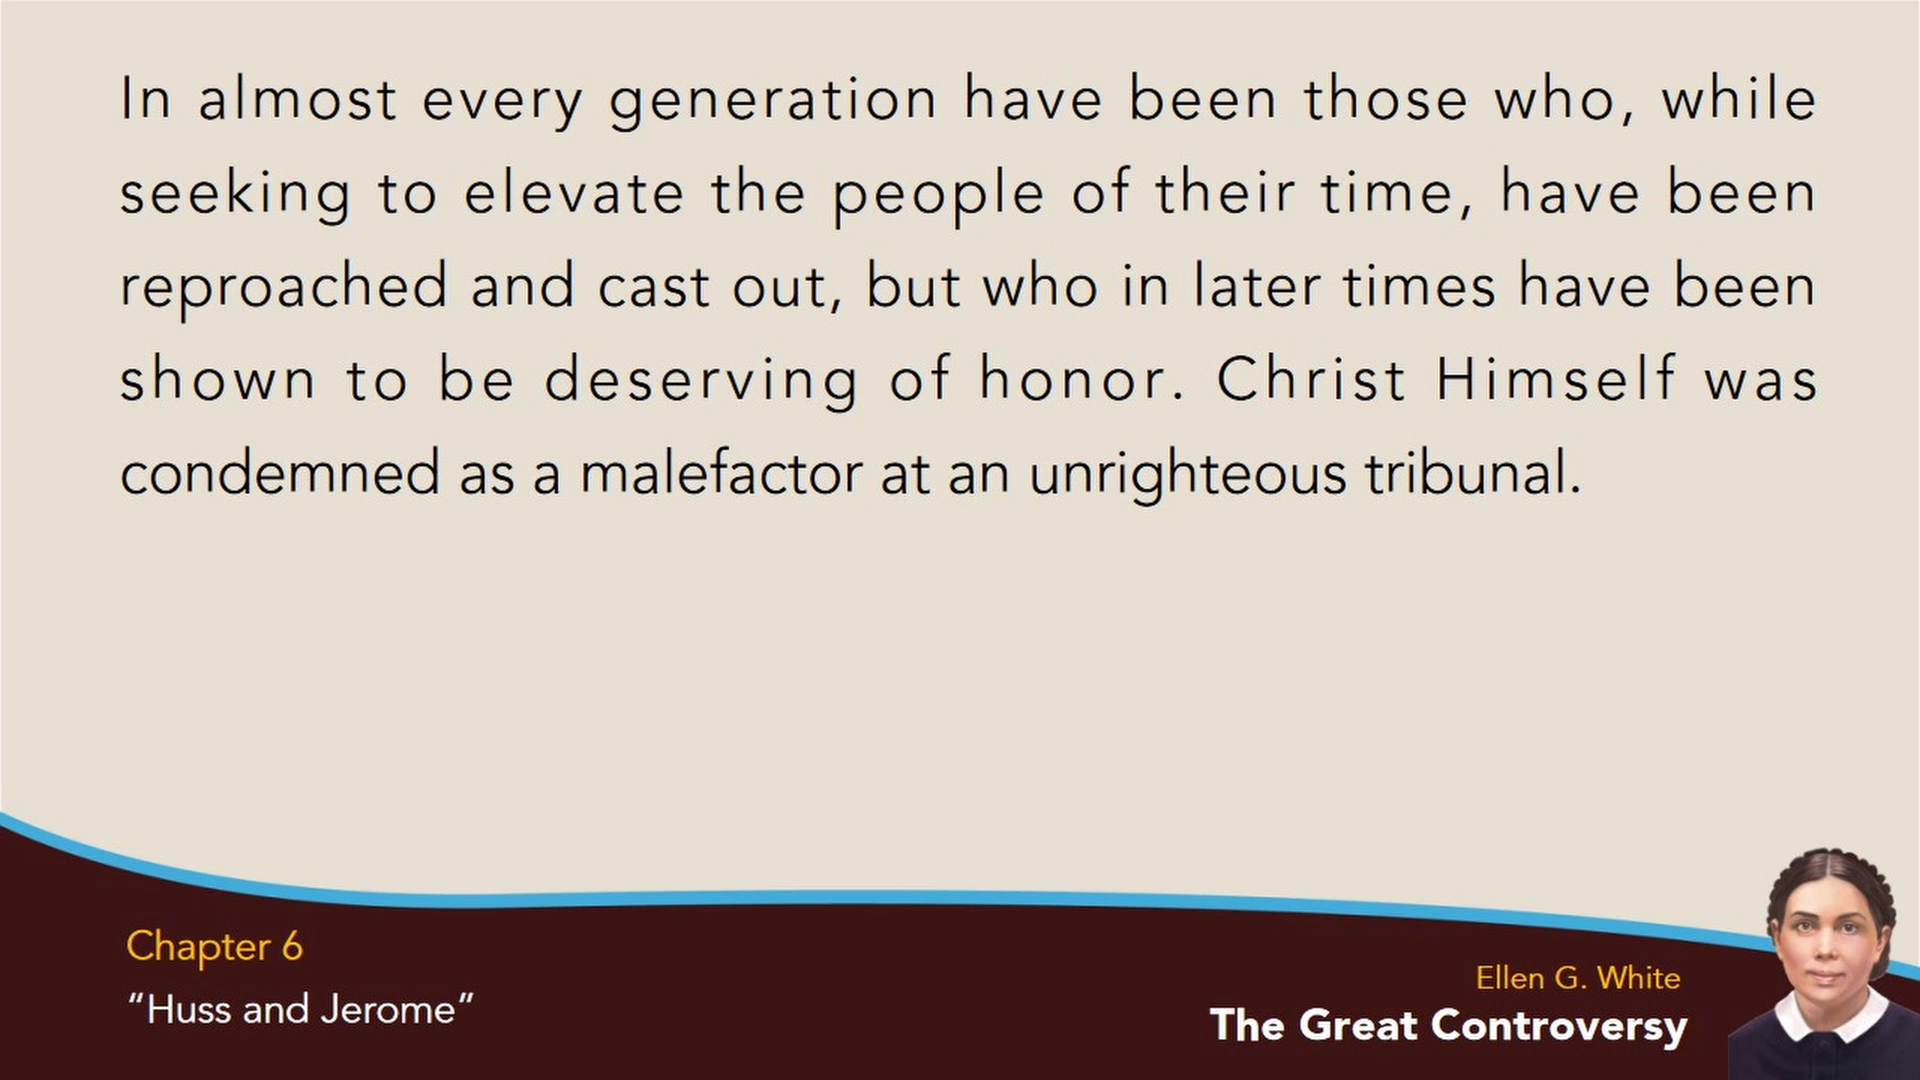 In almost every generation have been those who, while
seeking to elevate the people of their time, have been
reproached and cast out, but who in later times have been
shown to be deserving of honor. Christ Himself was
condemned as a malefactor at an unrighteous tribunal.
Chapter 6
“Huss and Jerome”
Ellen G. White
The Great Controversy